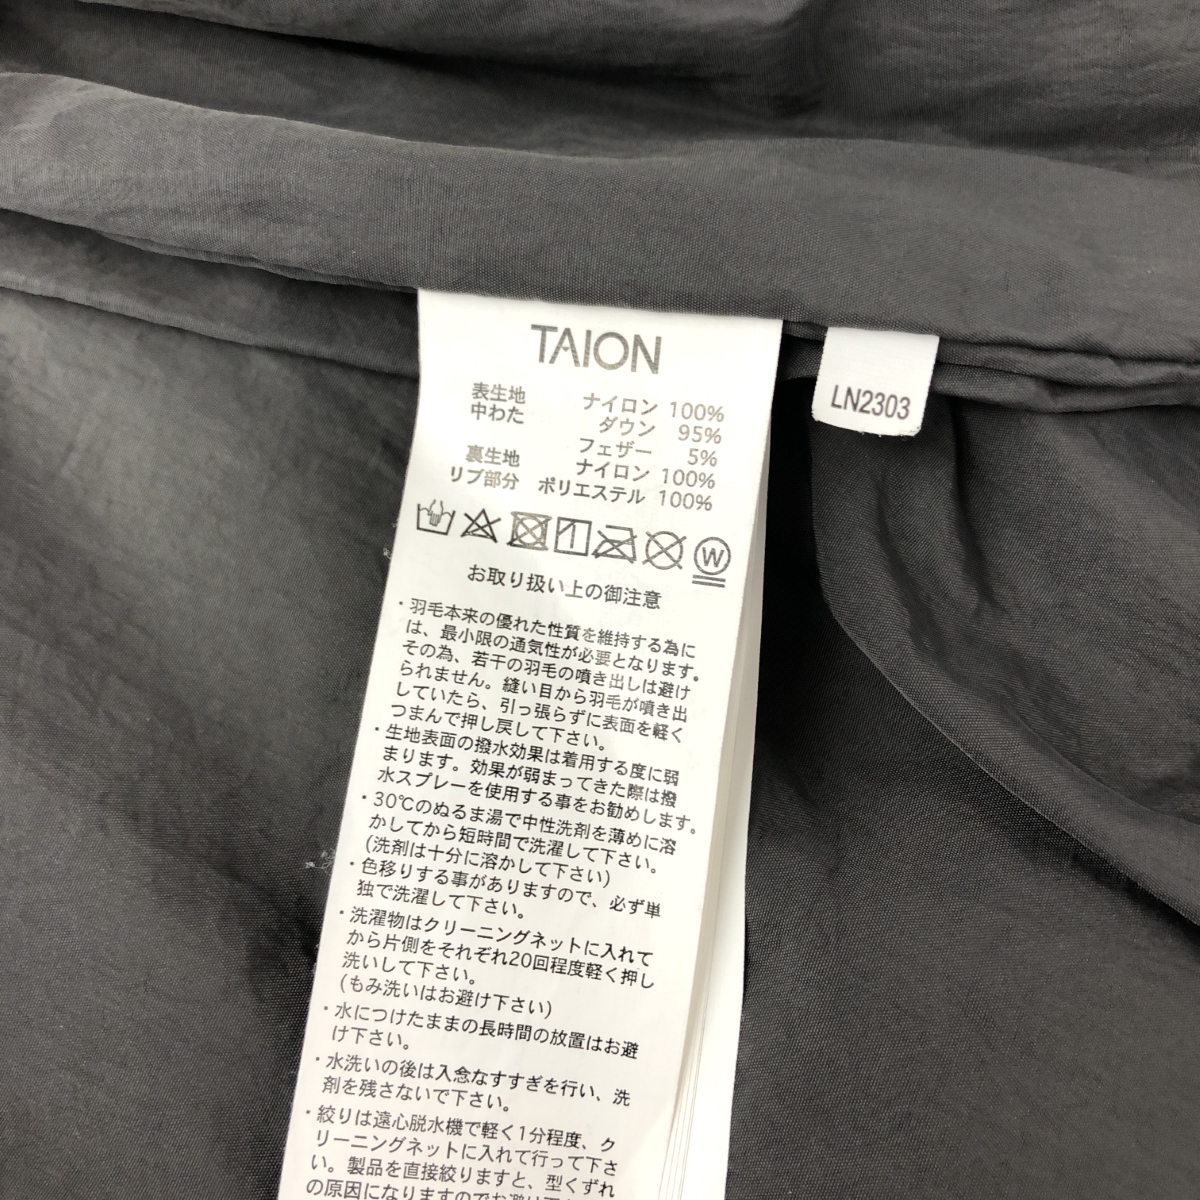 TAION
LN2303
表生地 ナイロン 100%
中わた ダウン 95%
フェザー 5%
裏生地 ナイロン 100%
リブ部分 ポリエステル 100%
W
お取り扱い上の御注意
・羽毛本来の優れた性質を維持する為に
は、最小限の通気性が必要となります。
その為、若干の羽毛の噴き出しは避け
られません。縫い目から羽毛が噴き出
していたら、引っ張らずに表面を軽く
つまんで押し戻して下さい。
・生地表面の撥水効果は着用する度に弱
まります。効果が弱まってきた際は撥
水スプレーを使用する事をお勧めします。
・30℃のぬるま湯で中性洗剤を薄めに溶
かしてから短時間で洗濯して下さい。
(洗剤は十分に溶かして下さい)
・色移りする事がありますので、必ず単
独で洗濯して下さい。
・洗濯物はクリーニングネットに入れて
から片側をそれぞれ20回程度軽く押し
洗いして下さい。
(もみ洗いはお避け下さい)
・水につけたままの長時間の放置はお避
け下さい。
・水洗いの後は入念なすすぎを行い、洗
剤を残さないで下さい。
・絞りは遠心脱水機で軽く1分程度、ク
リーニングネットに入れて行って下さ
い。製品を直接絞りますと、型くずれ
の原因になりますのでお避け下